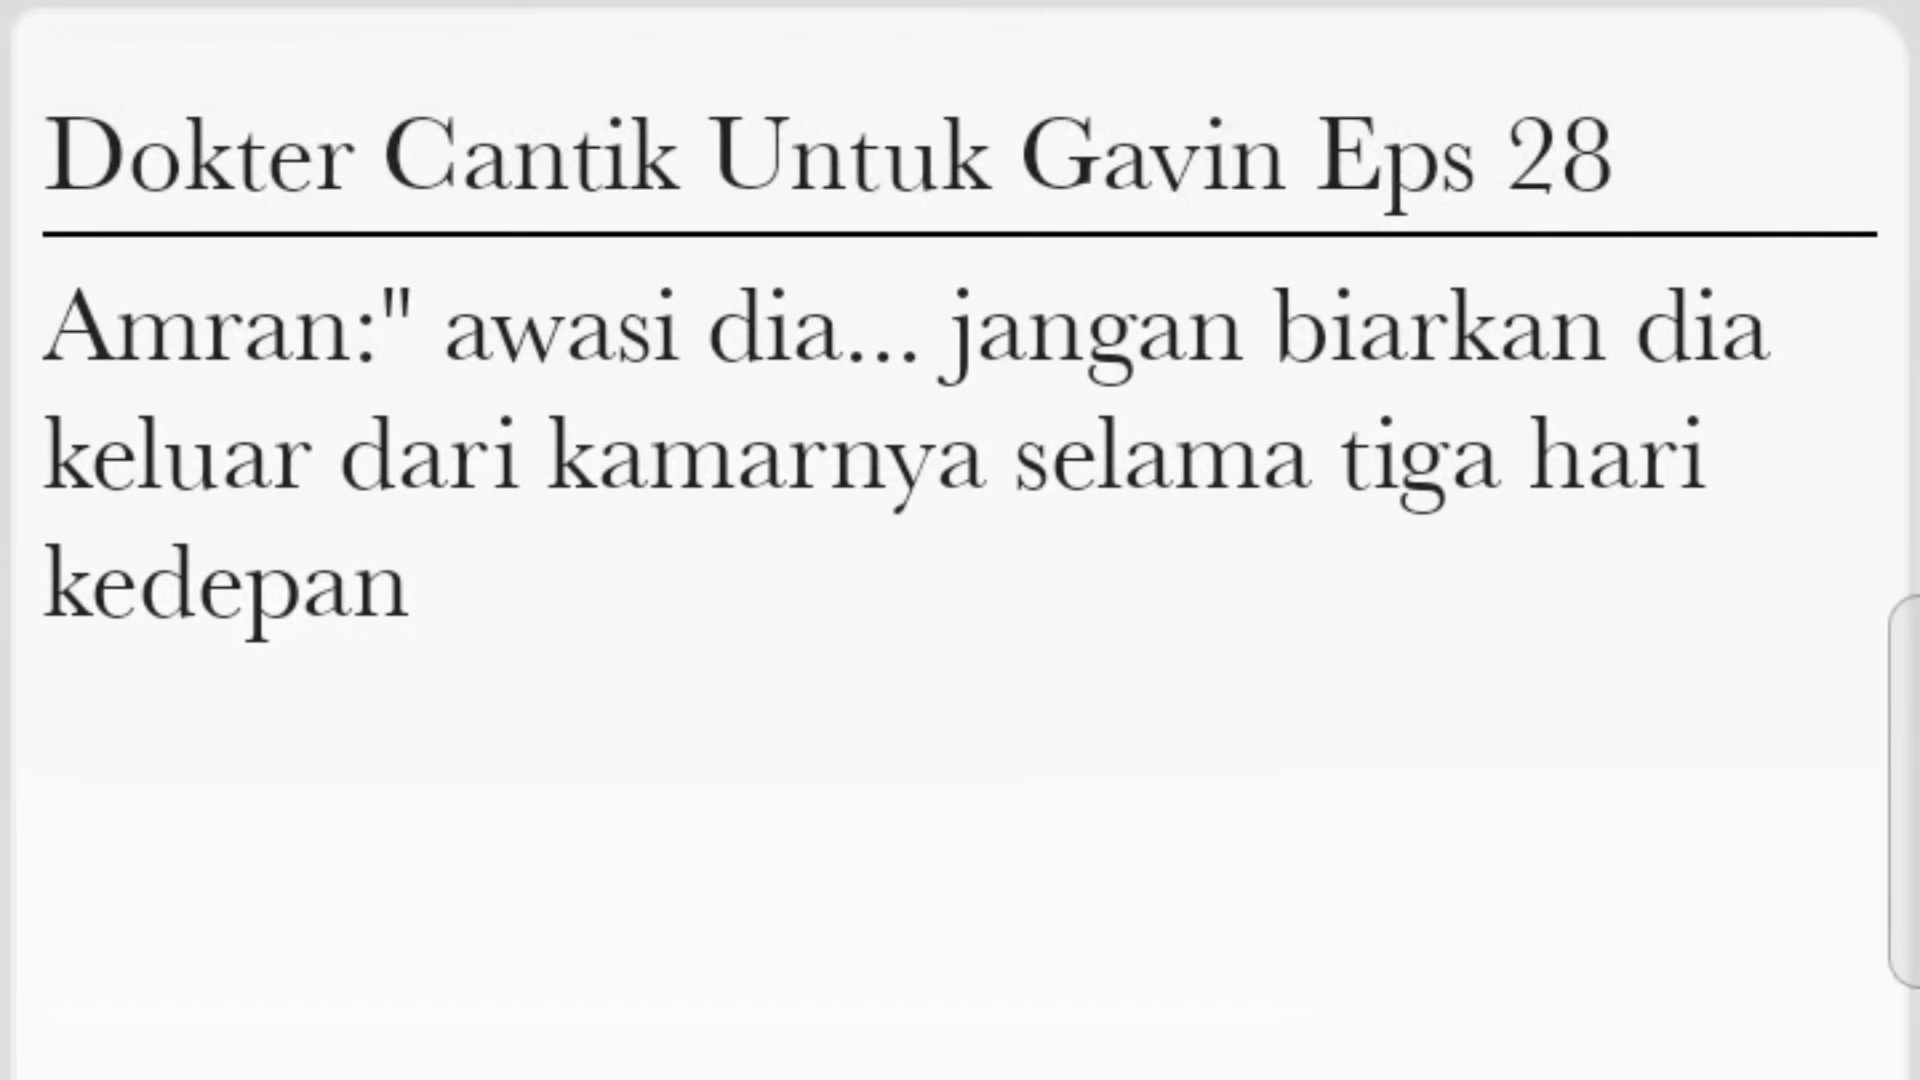 Dokter Cantik Untuk Gavin Eps 28
Amran:" awasi dia... jangan biarkan dia
keluar dari kamarnya selama tiga hari
kedepan